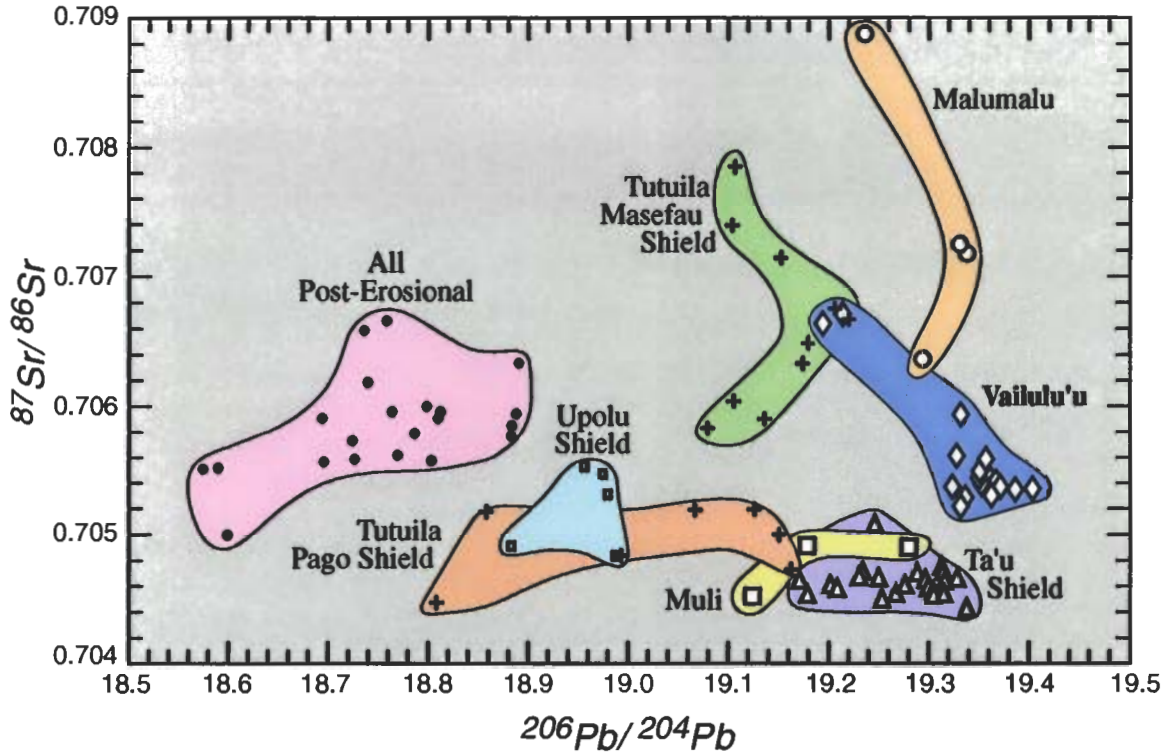 0.709
0.708
0.707
0.706
0.705
0.704
87Sr/86Sr
Malumalu
Tutuila
Masefau
Shield
All
Post-Erosional
Vailulu'u
Upolu
Shield
Tutuila
Pago Shield
Ta'u
Shield
Muli
18.5 18.6 18.7 18.8 18.9 19.0 19.1 19.2 19.3 19.4 19.5
206Pb/204Pb